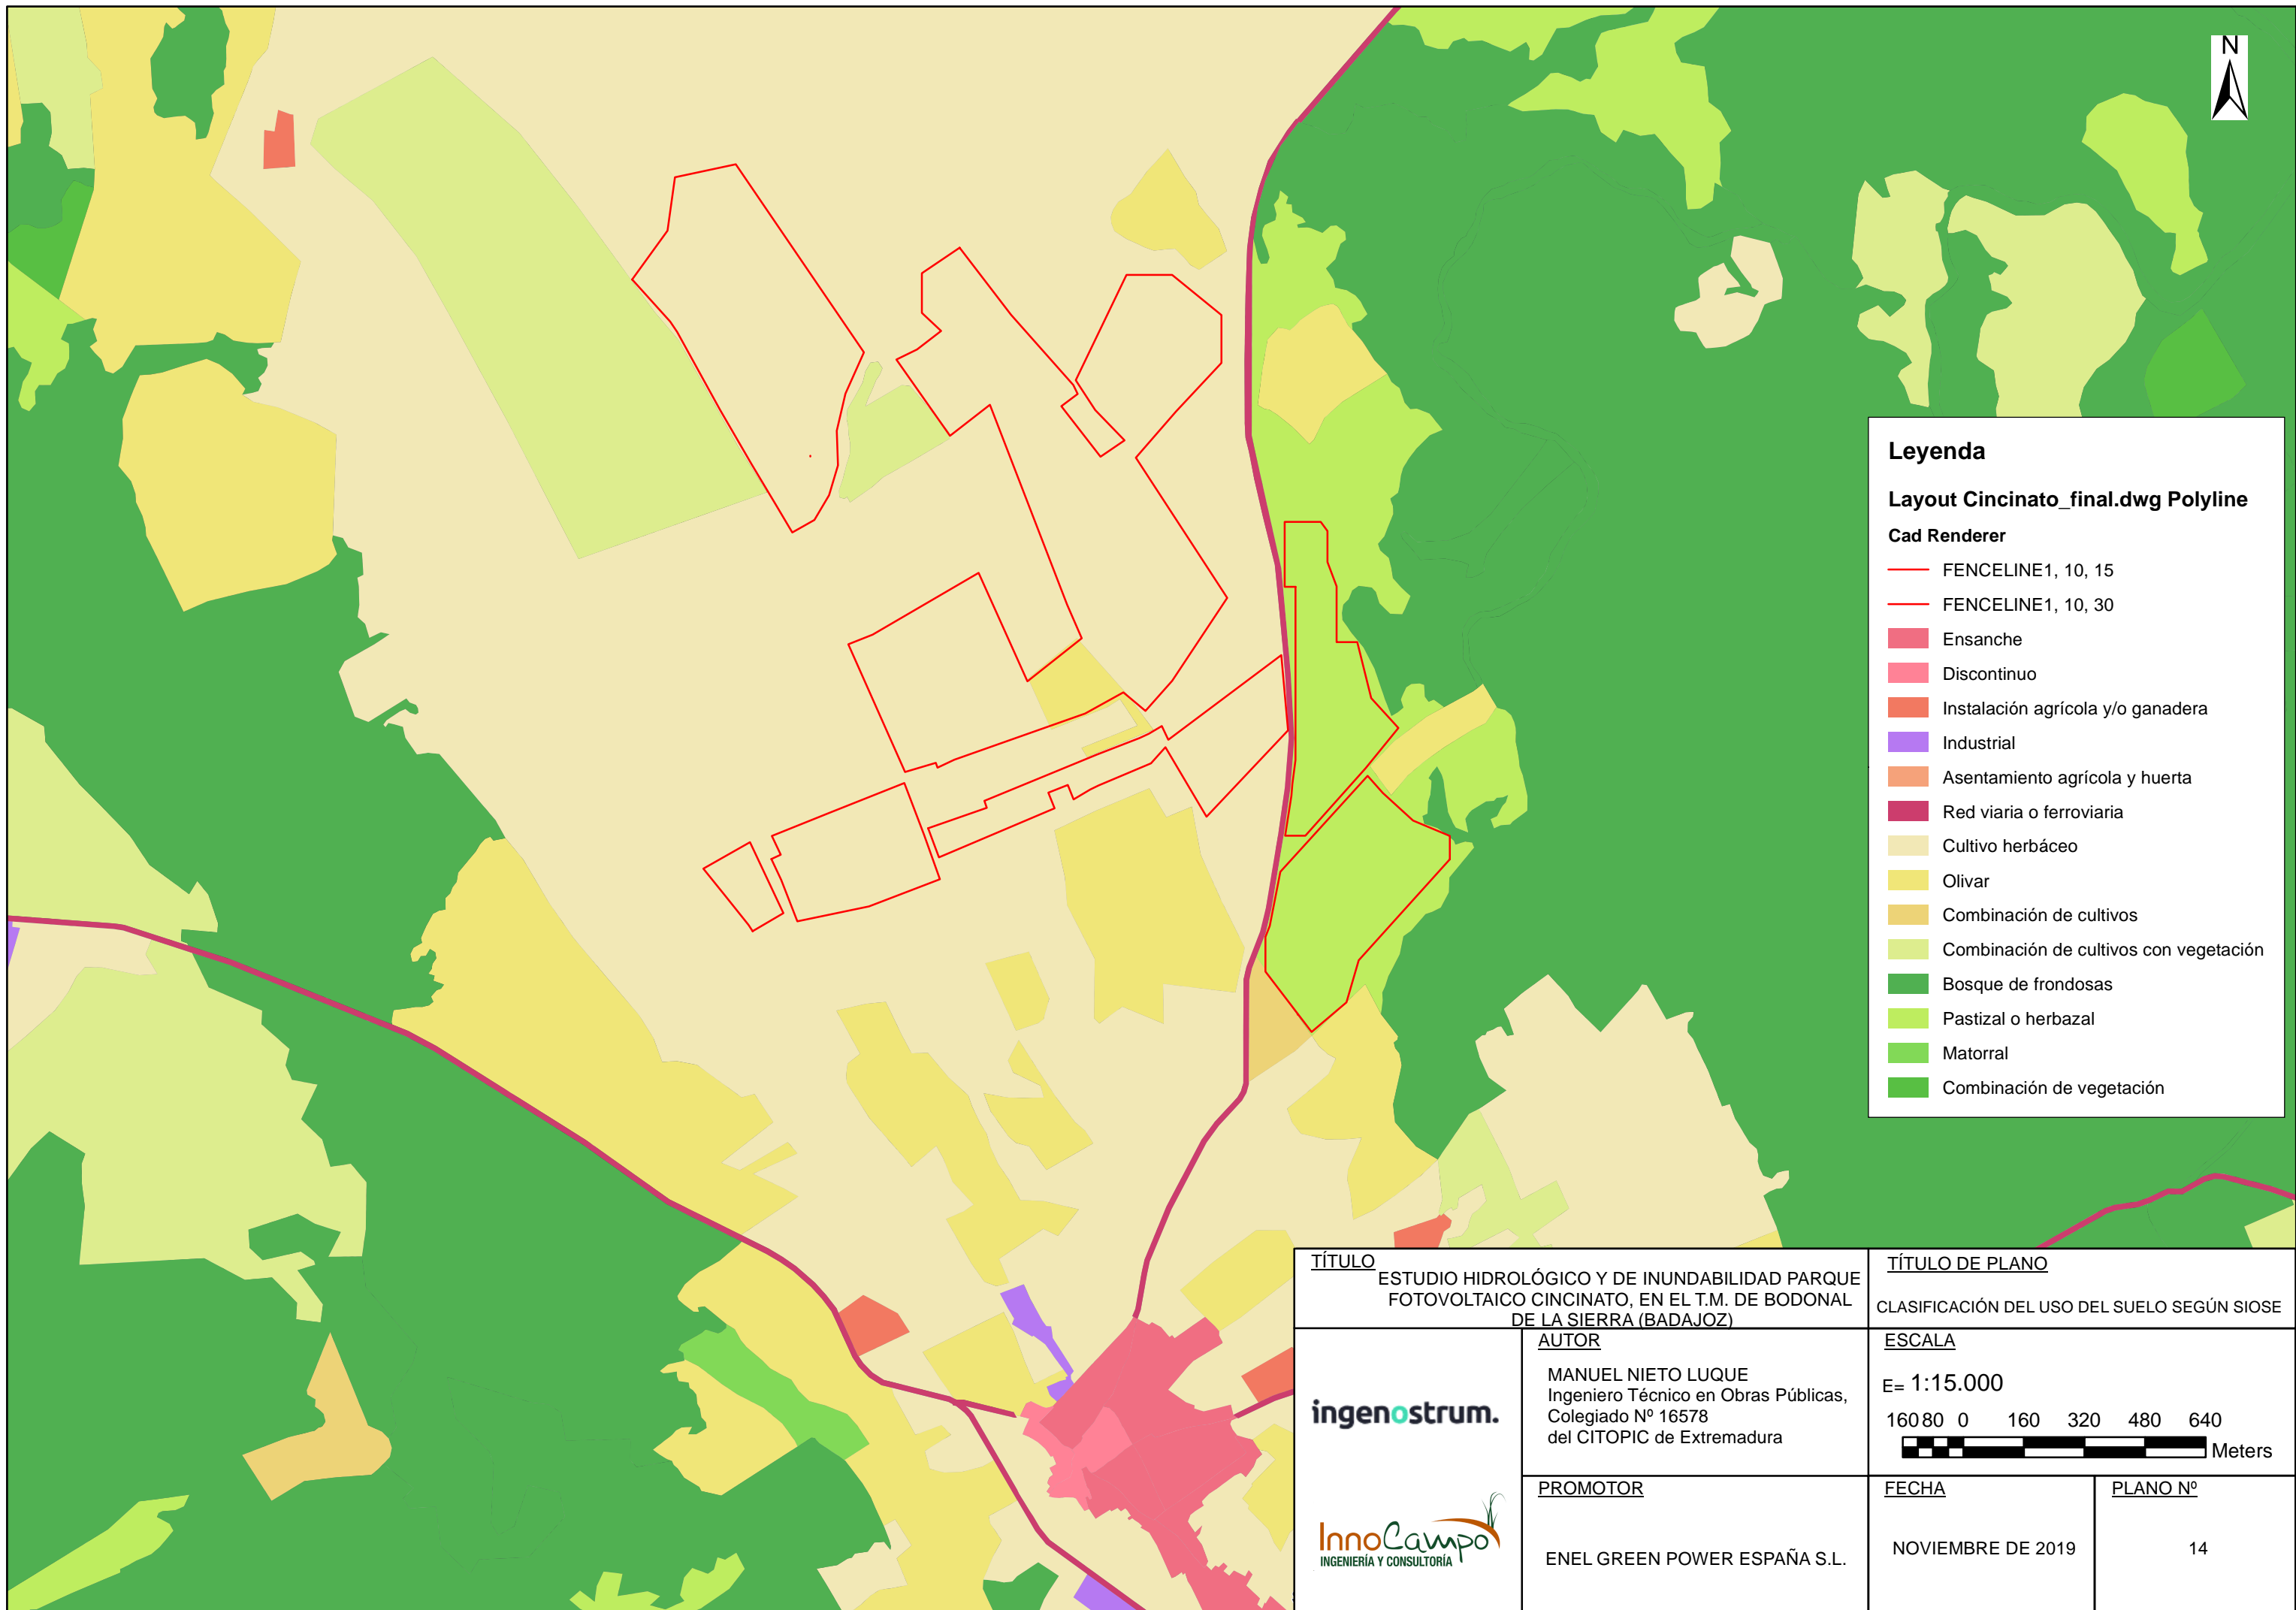 N
Leyenda
Layout Cincinato_final.dwg Polyline
Cad Renderer
FENCELINE1, 10, 15
FENCELINE1, 10, 30
Ensanche
Discontinuo
Instalación agrícola y/o ganadera
Industrial
Asentamiento agrícola y huerta
Red viaria o ferroviaria
Cultivo herbáceo
Olivar
Combinación de cultivos
Combinación de cultivos con vegetación
Bosque de frondosas
Pastizal o herbazal
Matorral
Combinación de vegetación
TÍTULO
ESTUDIO HIDROLÓGICO Y DE INUNDABILIDAD PARQUE
FOTOVOLTAICO CINCINATO, EN EL T.M. DE BODONAL
DE LA SIERRA (BADAJOZ)
TÍTULO DE PLANO
CLASIFICACIÓN DEL USO DEL SUELO SEGÚN SIOSE
ingenostrum.
InnoCampo
INGENIERÍA Y CONSULTORÍA
AUTOR
MANUEL NIETO LUQUE
Ingeniero Técnico en Obras Públicas,
Colegiado Nº 16578
del CITOPIC de Extremadura
ESCALA
E= 1:15.000
160 80 0 160 320 480 640
Meters
PROMOTOR
ENEL GREEN POWER ESPAÑA S.L.
FECHA
NOVIEMBRE DE 2019
PLANO Nº
14